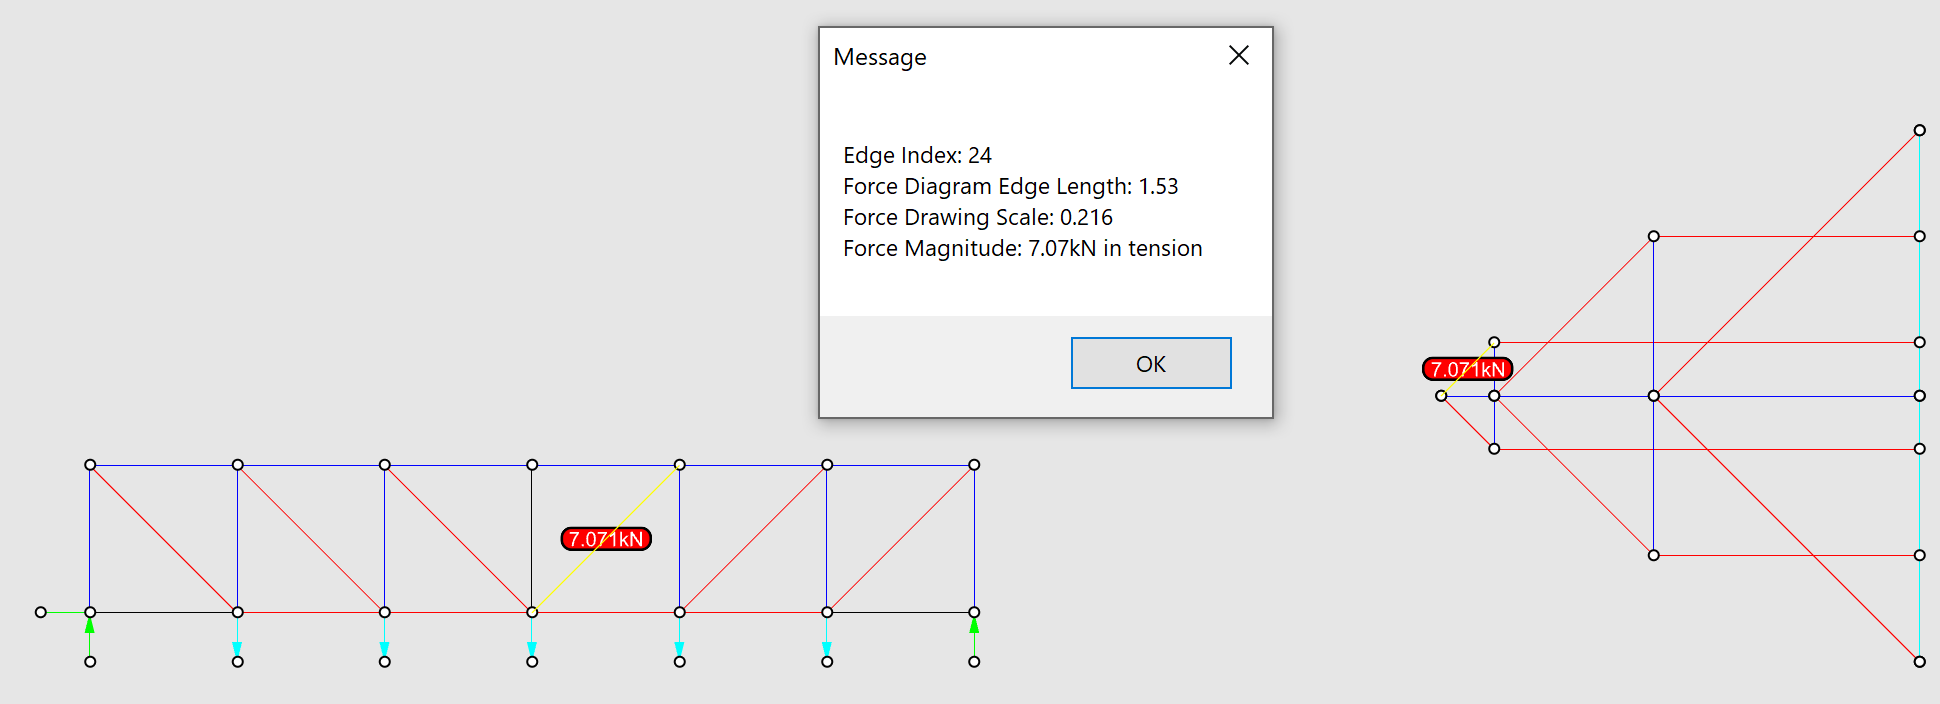 Message
Edge Index: 24
Force Diagram Edge Length: 1.53
Force Drawing Scale: 0.216
Force Magnitude: 7.07kN in tension
OK
7.071kN
7.071kN